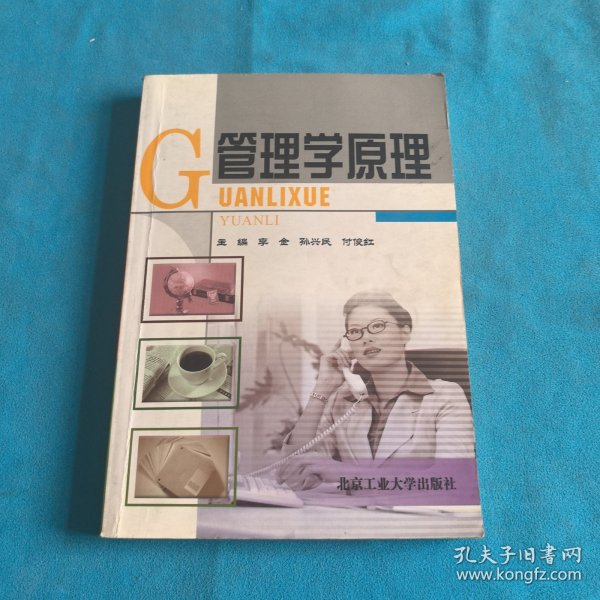 管理学原理
GUANLIXUE
YUANLI
主 编 李 金 孙兴民 付俊红
北京工业大学出版社
孔夫子旧书网
www.kongfz.com